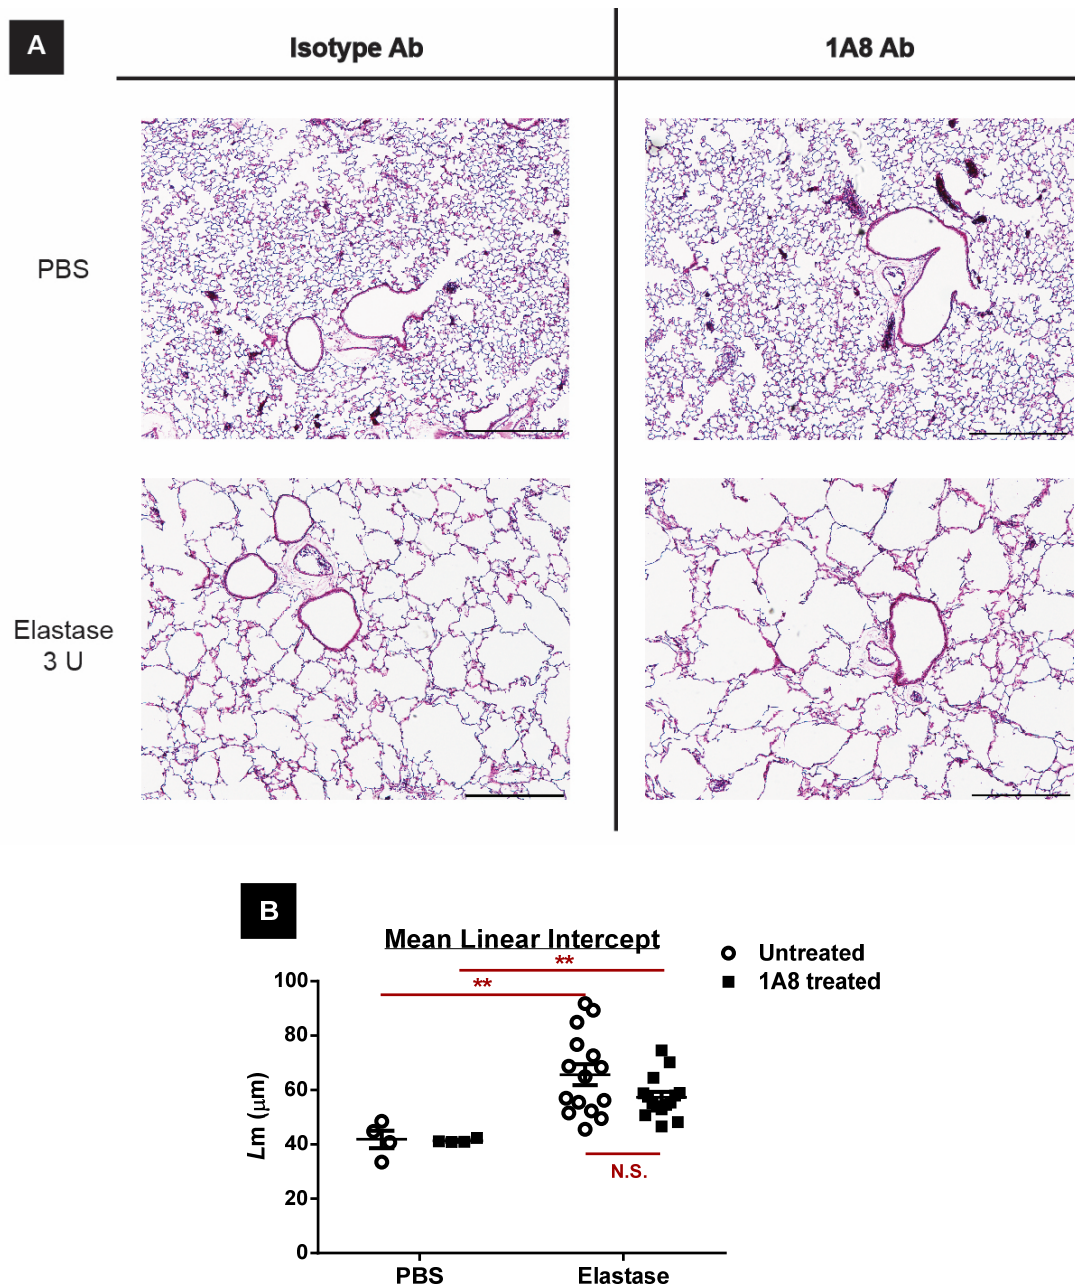 A
Isotype Ab
1A8 Ab
PBS
Elastase
3 U
B
Mean Linear Intercept
Untreated
1A8 treated
**
**
100
80
60
40
20
0
Lm (μm)
N.S.
PBS
Elastase